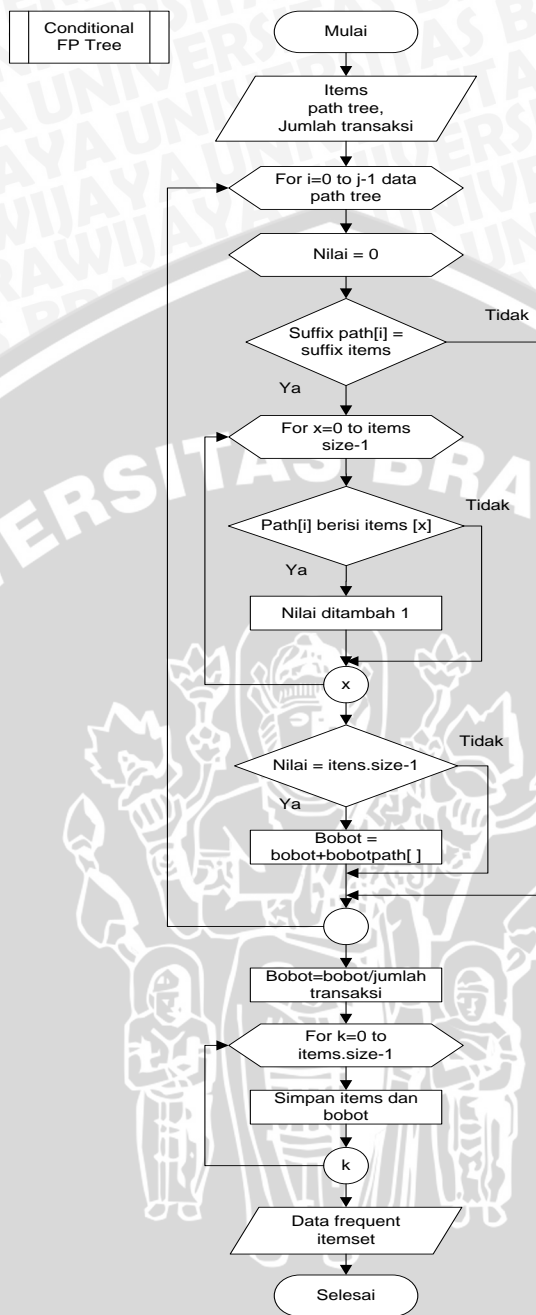 Conditional
FP Tree
Mulai
Items
path tree,
Jumlah transaksi
For i=0 to j-1 data
path tree
Nilai = 0
Suffix path[i] =
suffix items
Tidak
Ya
For x=0 to items
size-1
Path[i] berisi items [x]
Tidak
Ya
Nilai ditambah 1
x
Nilai = itens.size-1
Tidak
Ya
Bobot =
bobot+bobotpath[ ]
Bobot=bobot/jumlah
transaksi
For k=0 to
items.size-1
Simpan items dan
bobot
k
Data frequent
itemset
Selesai